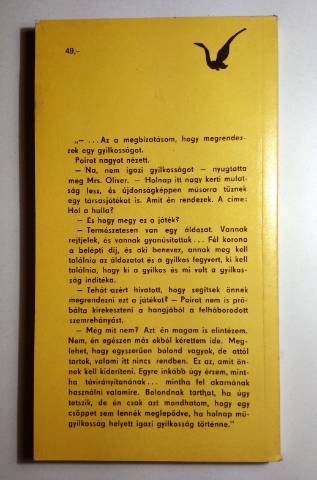 49,-
„— ...Az a megbízatásom, hogy megrendez-
zek egy gyilkosságot.
Poirot nagyot nézett.
— Na, nem igazi gyilkosságot — nyugtatta
meg Mrs. Oliver. — Holnap itt nagy kerti mulat-
ság less, és újdonságképpen műsorra tűznek
egy társasjátékot is. Amit én rendezek. A címe:
Hol a hulla?
— És hogy megy ez a játék?
— Természetesen van egy áldozat. Vannak
rejtjelek, és vannak gyanúsítottak... Fél korona
a belépti díj, és aki benevez, annak meg kell
találnia az áldozatot és a gyilkos fegyvert, ki kell
találnia, hogy ki a gyilkos és mi volt a gyilkos-
ság indítéka.
— Tehát azért hivatott, hogy segítsek önnek
megrendezni ezt a játékot? — Poirot nem is pró-
bálta kirekeszteni a hangjából a felháborodott
szemrehányást.
— Még mit nem? Azt én magam is elintézem.
Nem, én egészen más okból kérettem ide. Meg-
lehet, hogy egyszerűen bolond vagyok, de attól
tartok, valami itt nincs rendben. Ez az, amit ön-
nek kell kideríteni. Egyre inkább úgy érzem, mint-
ha távirányítanának... mintha fel akarnának
használni valamire. Bolondnak tarthat, ha úgy
tetszik, de én csak azt mondhatom, hogy egy
csöppet sem lennék meglepődve, ha holnap mű-
gyilkosság helyett igazi gyilkosság történne."